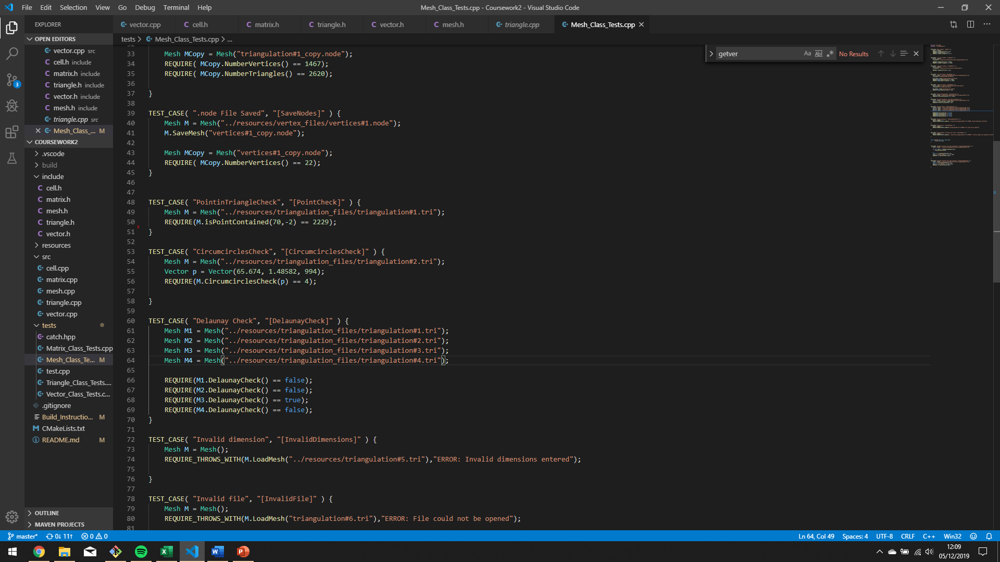 File Edit Selection View Go Debug Terminal Help
Mesh_Class_Tests.cpp - Coursework2 - Visual Studio Code
EXPLORER
vector.cpp cell.h matrix.h triangle.h vector.h mesh.h triangle.cpp Mesh_Class_Tests.cpp
tests > Mesh_Class_Tests.cpp > ...
OPEN EDITORS
vector.cpp src
cell.h include
matrix.h include
triangle.h include
vector.h include
mesh.h include
triangle.cpp src
Mesh_Class_... M
COURSEWORK2
.vscode
build
include
cell.h
matrix.h
mesh.h
triangle.h
vector.h
resources
src
cell.cpp
matrix.cpp
mesh.cpp
triangle.cpp
vector.cpp
tests
catch.hpp
Matrix_Class_Tests.cpp
Mesh_Class_Te... M
test.cpp
Triangle_Class_Tests....
Vector_Class_Tests.c...
.gitignore
Build_Instructio... M
CMakeLists.txt
README.md M
OUTLINE
MAVEN PROJECTS
3
getver Aa Abl .* No Results
32
33 Mesh MCopy = Mesh("triangulation#1_copy.node");
34 REQUIRE( MCopy.NumberVertices() == 1467);
35 REQUIRE( MCopy.NumberTriangles() == 2620);
36
37 }
38
39 TEST_CASE( ".node File Saved", "[SaveNodes]" ) {
40 Mesh M = Mesh("../resources/vertex_files/vertices#1.node");
41 M.SaveMesh("vertices#1_copy.node");
42
43 Mesh MCopy = Mesh("vertices#1_copy.node");
44 REQUIRE( MCopy.NumberVertices() == 22);
45 }
46
47
48 TEST_CASE( "PointinTriangleCheck", "[PointCheck]" ) {
49 Mesh M = Mesh("../resources/triangulation_files/triangulation#1.tri");
50 REQUIRE(M.isPointContained(70,-2) == 2229);
51 }
52
53 TEST_CASE( "CircumcirclesCheck", "[CircumcirclesCheck]" ) {
54 Mesh M = Mesh("../resources/triangulation_files/triangulation#2.tri");
55 Vector p = Vector(65.674, 1.48582, 994);
56 REQUIRE(M.CircumcirclesCheck(p) == 4);
57
58 }
59
60 TEST_CASE( "Delaunay Check", "[DelaunayCheck]" ) {
61 Mesh M1 = Mesh("../resources/triangulation_files/triangulation#1.tri");
62 Mesh M2 = Mesh("../resources/triangulation_files/triangulation#2.tri");
63 Mesh M3 = Mesh("../resources/triangulation_files/triangulation#3.tri");
64 Mesh M4 = Mesh("../resources/triangulation_files/triangulation#4.tri");
65
66 REQUIRE(M1.DelaunayCheck() == false);
67 REQUIRE(M2.DelaunayCheck() == false);
68 REQUIRE(M3.DelaunayCheck() == true);
69 REQUIRE(M4.DelaunayCheck() == false);
70 }
71
72 TEST_CASE( "Invalid dimension", "[InvalidDimensions]" ) {
73 Mesh M = Mesh();
74 REQUIRE_THROWS_WITH(M.LoadMesh("../resources/triangulation#5.tri"),"ERROR: Invalid dimensions entered");
75
76 }
77
78 TEST_CASE( "Invalid file", "[InvalidFile]" ) {
79 Mesh M = Mesh();
80 REQUIRE_THROWS_WITH(M.LoadMesh("triangulation#6.tri"),"ERROR: File could not be opened");
81
master* 0↓ 11↑ 0 0
Ln 64, Col 49 Spaces: 4 UTF-8 CRLF C++ Win32
12:09
05/12/2019